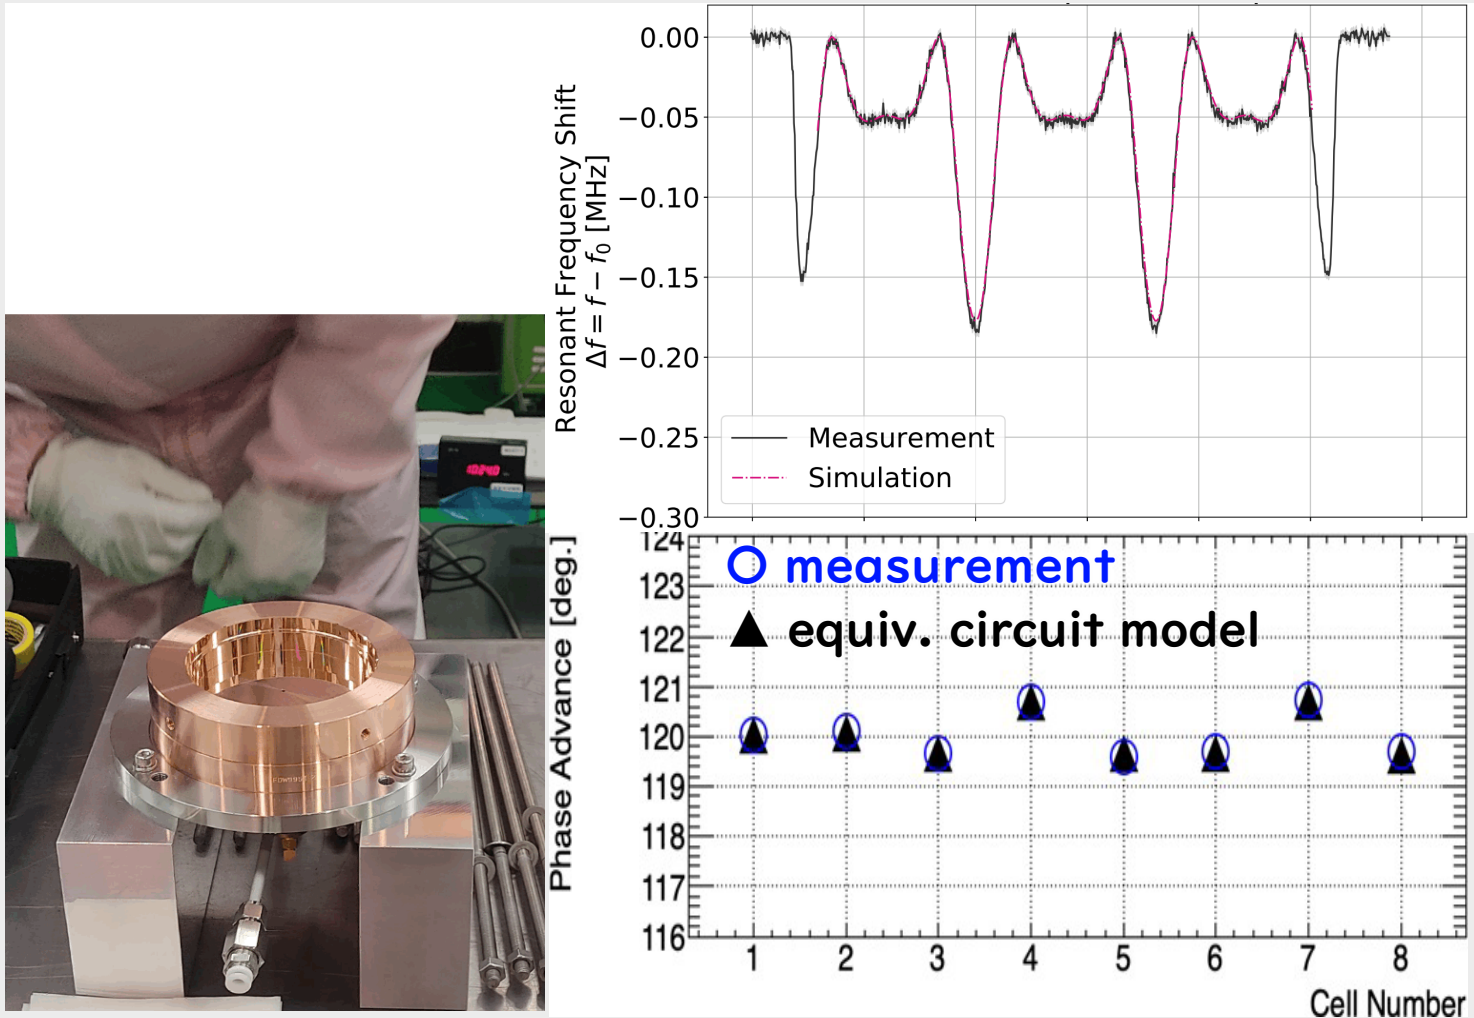 Resonant Frequency Shift
Δf = f − f₀ [MHz]
0.00
−0.05
−0.10
−0.15
−0.20
−0.25
−0.30
Measurement
Simulation
Phase Advance [deg.]
124
123
122
121
120
119
118
117
116
measurement
equiv. circuit model
1 2 3 4 5 6 7 8
Cell Number